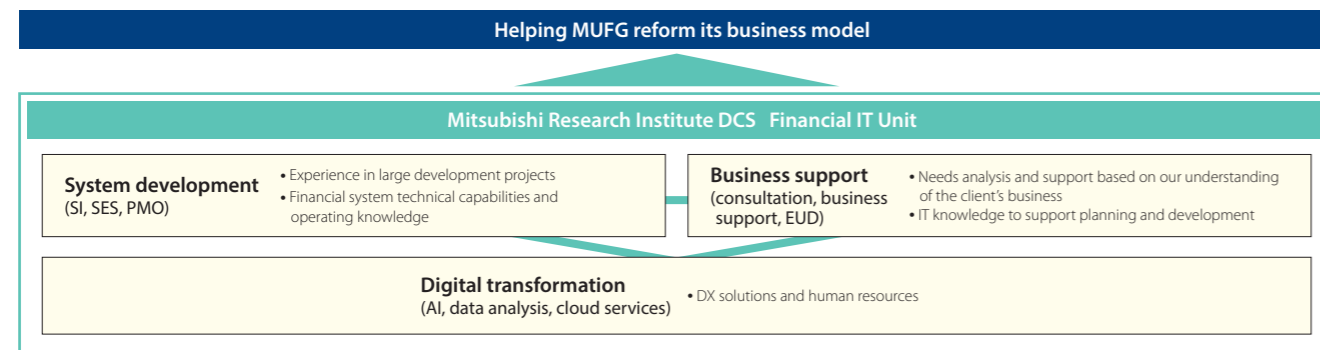 Helping MUFG reform its business model
Mitsubishi Research Institute DCS Financial IT Unit
System development
(SI, SES, PMO)
• Experience in large development projects
• Financial system technical capabilities and
operating knowledge
Business support
(consultation, business
support, EUD)
• Needs analysis and support based on our understanding
of the client’s business
• IT knowledge to support planning and development
Digital transformation
(AI, data analysis, cloud services)
• DX solutions and human resources